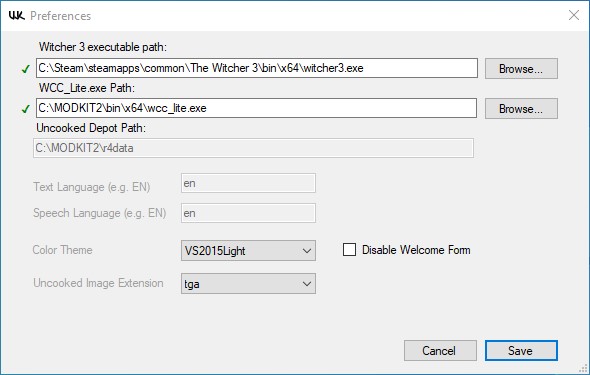 WK Preferences
Witcher 3 executable path:
C:\Steam\steamapps\common\The Witcher 3\bin\x64\witcher3.exe Browse...
WCC_Lite.exe Path:
C:\MODKIT2\bin\x64\wcc_lite.exe Browse...
Uncooked Depot Path:
C:\MODKIT2\r4data
Text Language (e.g. EN) en
Speech Language (e.g. EN) en
Color Theme VS2015Light Disable Welcome Form
Uncooked Image Extension tga
Cancel Save